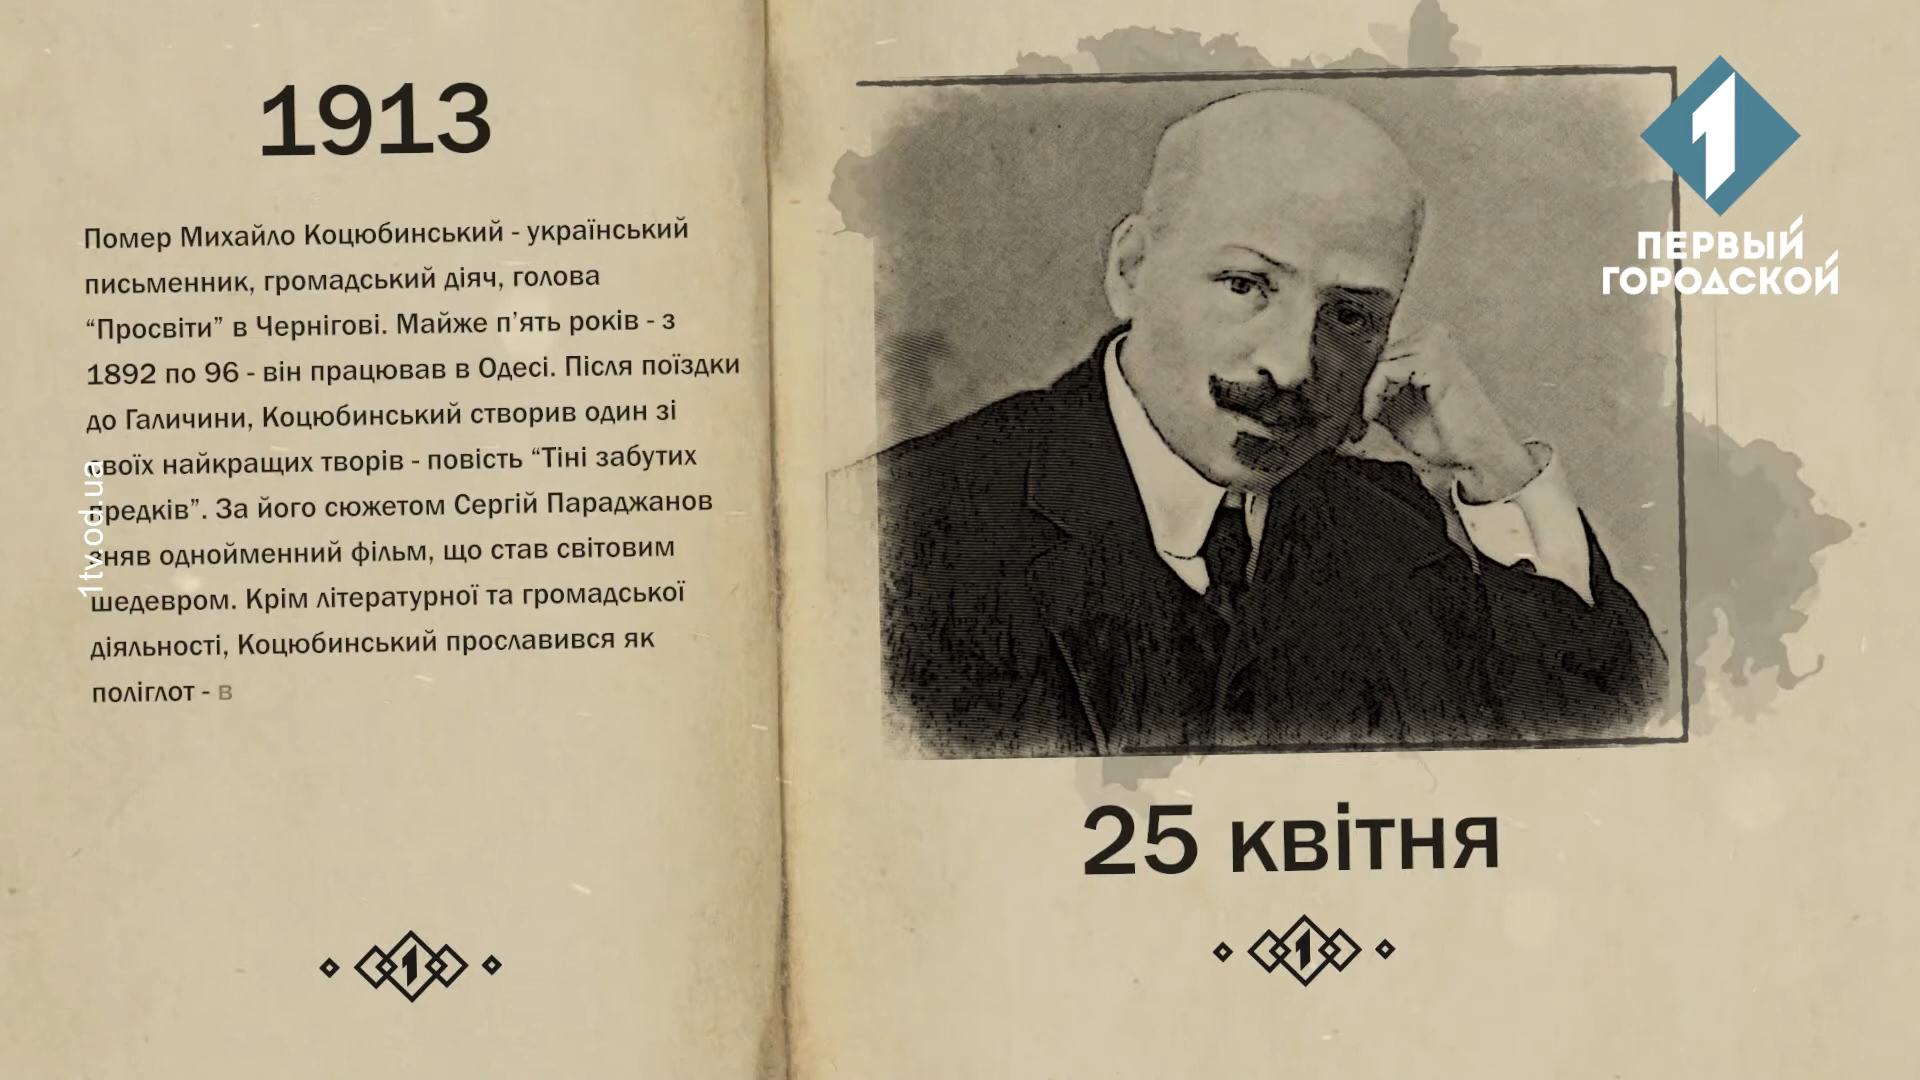 1913
Помер Михайло Коцюбинський - український
письменник, громадський діяч, голова
“Просвіти” в Чернігові. Майже п’ять років - з
1892 по 96 - він працював в Одесі. Після поїздки
до Галичини, Коцюбинський створив один зі
своїх найкращих творів - повість “Тіні забутих
предків”. За його сюжетом Сергій Параджанов
зняв однойменний фільм, що став світовим
шедевром. Крім літературної та громадської
діяльності, Коцюбинський прославився як
поліглот - в
1tvod.ua
1
ПЕРВЫЙ
ГОРОДСКОЙ
25 квітня
1
1